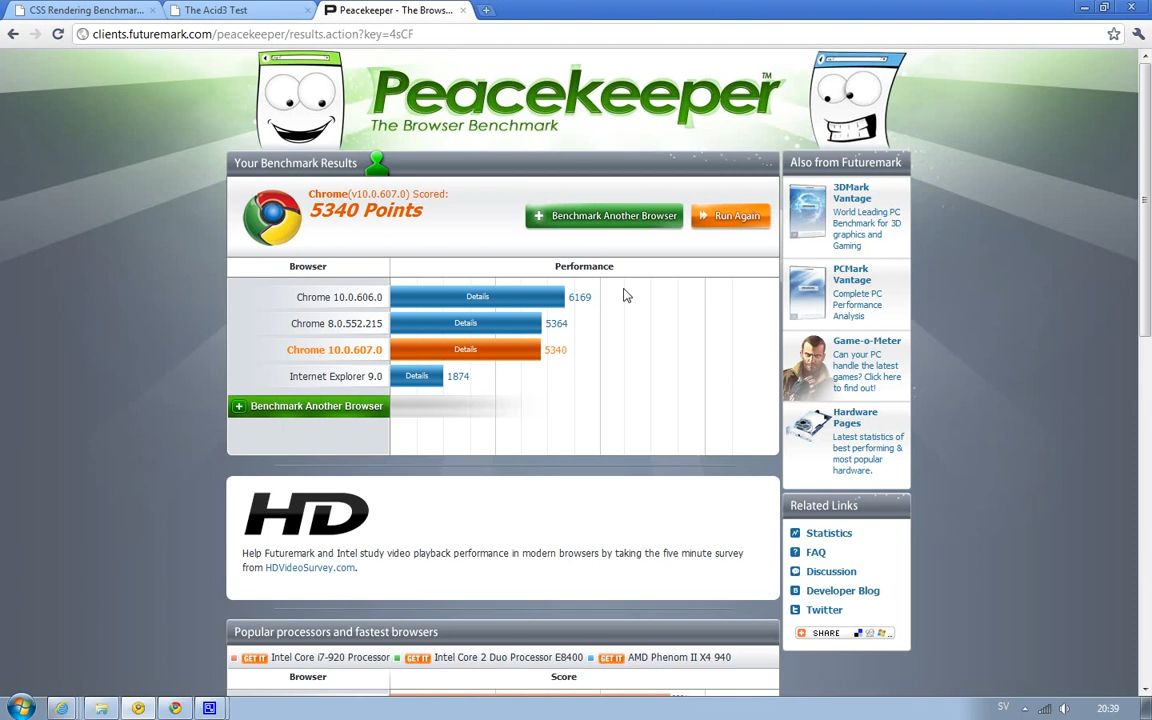 CSS Rendering Benchmar...
The Acid3 Test
Peacekeeper - The Brows...
clients.futuremark.com/peacekeeper/results.action?key=4sCF
Peacekeeper™
The Browser Benchmark
Your Benchmark Results
Chrome(v10.0.607.0) Scored:
5340 Points
Benchmark Another Browser
Run Again
Browser
Performance
Chrome 10.0.606.0
Details
6169
Chrome 8.0.552.215
Details
5364
Chrome 10.0.607.0
Details
5340
Internet Explorer 9.0
Details
1874
Benchmark Another Browser
HD
Help Futuremark and Intel study video playback performance in modern browsers by taking the five minute survey
from HDVideoSurvey.com.
Popular processors and fastest browsers
GET IT Intel Core i7-920 Processor
GET IT Intel Core 2 Duo Processor E8400
GET IT AMD Phenom II X4 940
Browser
Score
Also from Futuremark
3DMark
Vantage
World Leading PC
Benchmark for 3D
graphics and
Gaming
PCMark
Vantage
Complete PC
Performance
Analysis
Game-o-Meter
Can your PC
handle the latest
games? Click here
to find out!
Hardware
Pages
Latest statistics of
best performing &
most popular
hardware.
Related Links
Statistics
FAQ
Discussion
Developer Blog
Twitter
SHARE
SV
20:39